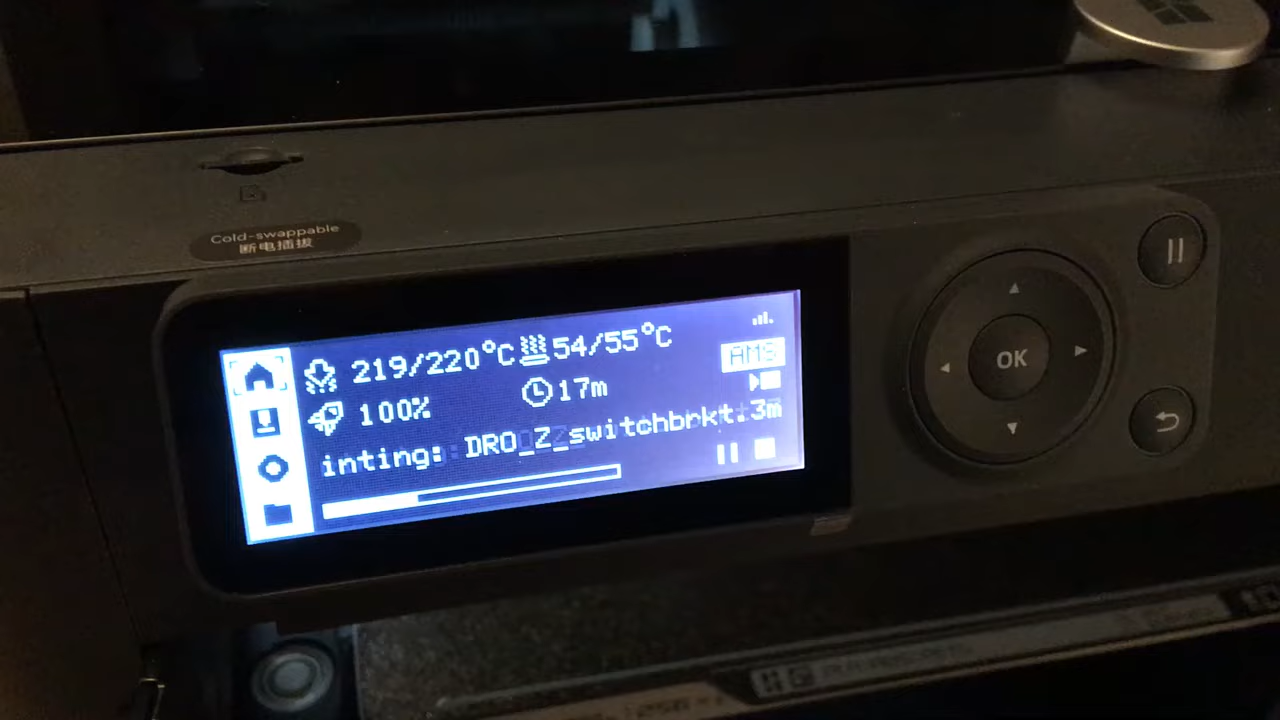 Cold-swappable
断电插拔
219/220°C 54/55°C
AMS
100% 17m
inting: DRO_Z_switchbrkt.3m
OK